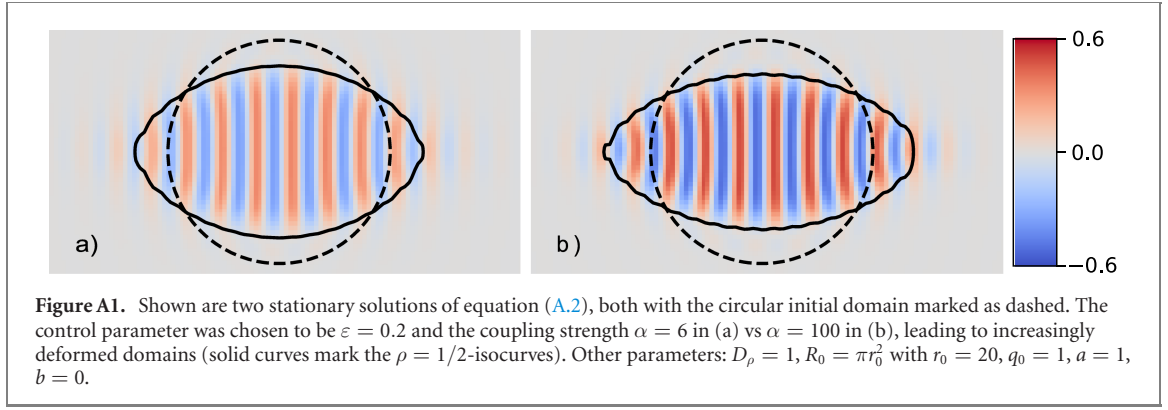 a)
b)
0.6
0.0
−0.6
Figure A1. Shown are two stationary solutions of equation (A.2), both with the circular initial domain marked as dashed. The
control parameter was chosen to be ε = 0.2 and the coupling strength α = 6 in (a) vs α = 100 in (b), leading to increasingly
deformed domains (solid curves mark the ρ = 1/2-isocurves). Other parameters: Dρ = 1, R₀ = πr₀² with r₀ = 20, q₀ = 1, a = 1,
b = 0.